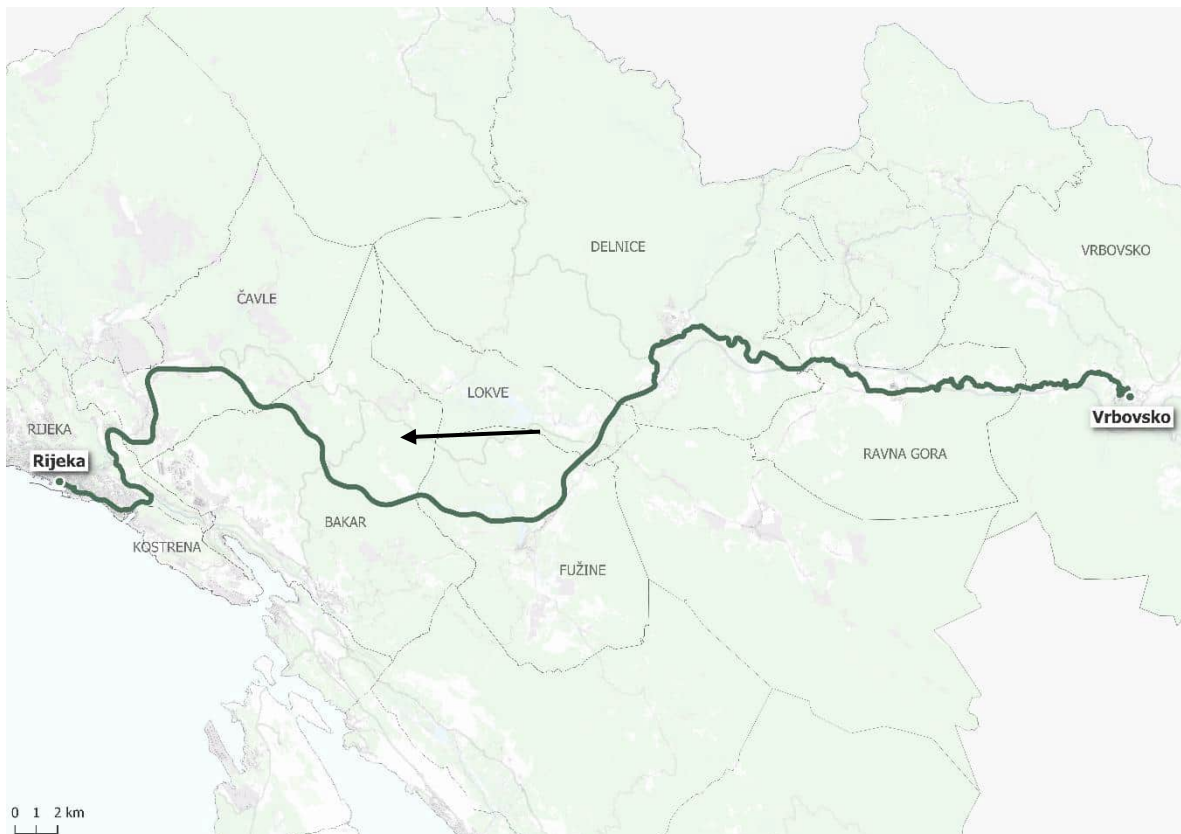 DELNICE
VRBOVSKO
ČAVLE
LOKVE
RIJEKA
Rijeka
Vrbovsko
RAVNA GORA
BAKAR
KOSTRENA
FUŽINE
0 1 2 km